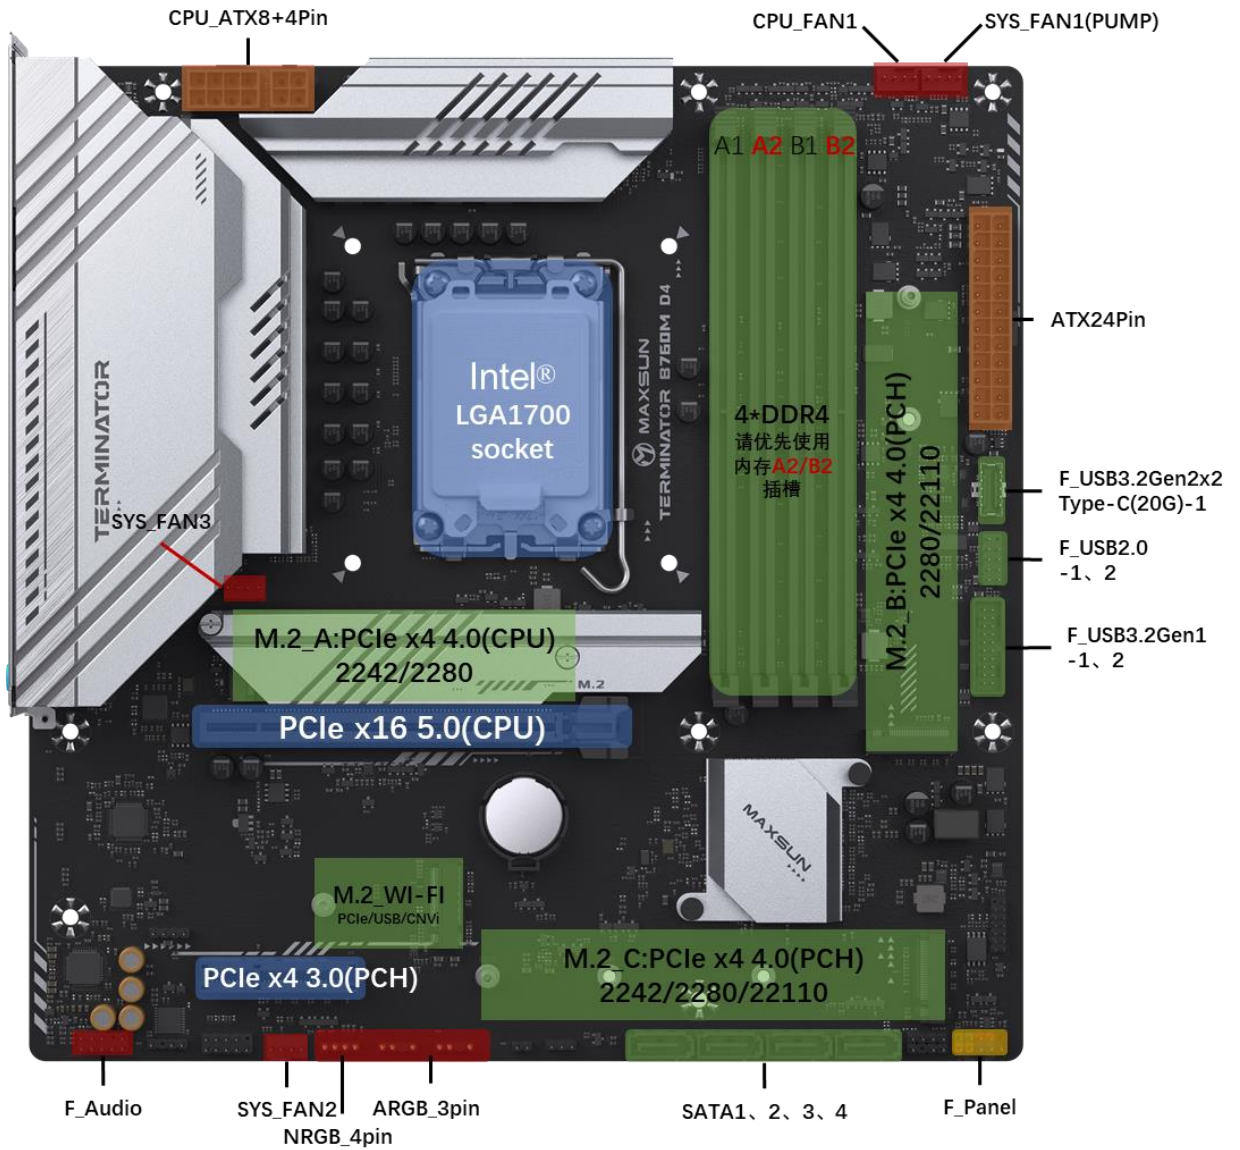 CPU_ATX8+4Pin
CPU_FAN1
SYS_FAN1(PUMP)
A1 A2 B1 B2
ATX24Pin
Intel®
LGA1700
socket
MAXSUN
TERMINATOR B760M D4
4*DDR4
请优先使用
内存A2/B2
插槽
M.2_B:PCIe x4 4.0(PCH)
2280/22110
TERMINATOR
SYS_FAN3
F_USB3.2Gen2x2
Type-C(20G)-1
F_USB2.0
-1、2
F_USB3.2Gen1
-1、2
M.2_A:PCIe x4 4.0(CPU)
2242/2280
M.2
PCIe x16 5.0(CPU)
MAXSUN
M.2_WI-FI
PCIe/USB/CNVi
PCIe x4 3.0(PCH)
M.2_C:PCIe x4 4.0(PCH)
2242/2280/22110
F_Audio
SYS_FAN2
NRGB_4pin
ARGB_3pin
SATA1、2、3、4
F_Panel